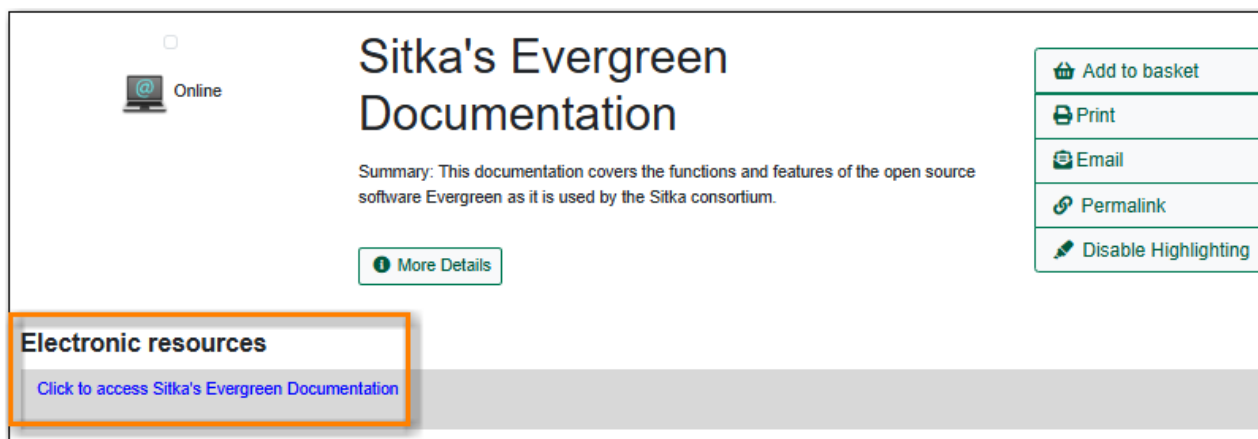 Online
Sitka's Evergreen
Documentation
Summary: This documentation covers the functions and features of the open source
software Evergreen as it is used by the Sitka consortium.
More Details
Add to basket
Print
Email
Permalink
Disable Highlighting
Electronic resources
Click to access Sitka's Evergreen Documentation